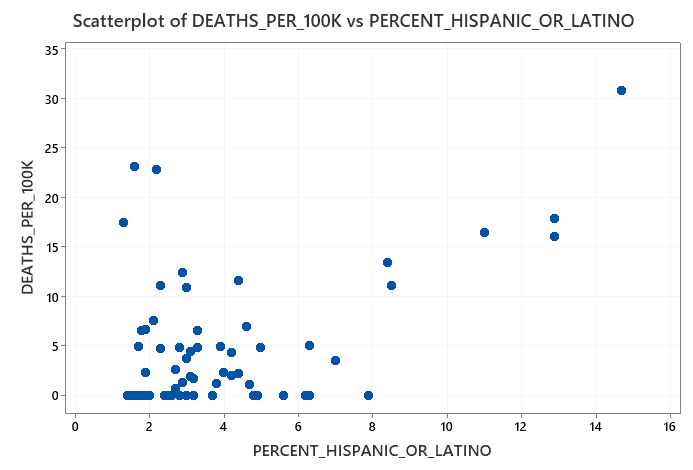 Scatterplot of DEATHS_PER_100K vs PERCENT_HISPANIC_OR_LATINO
35
30
25
20
15
10
5
0
DEATHS_PER_100K
0 2 4 6 8 10 12 14 16
PERCENT_HISPANIC_OR_LATINO